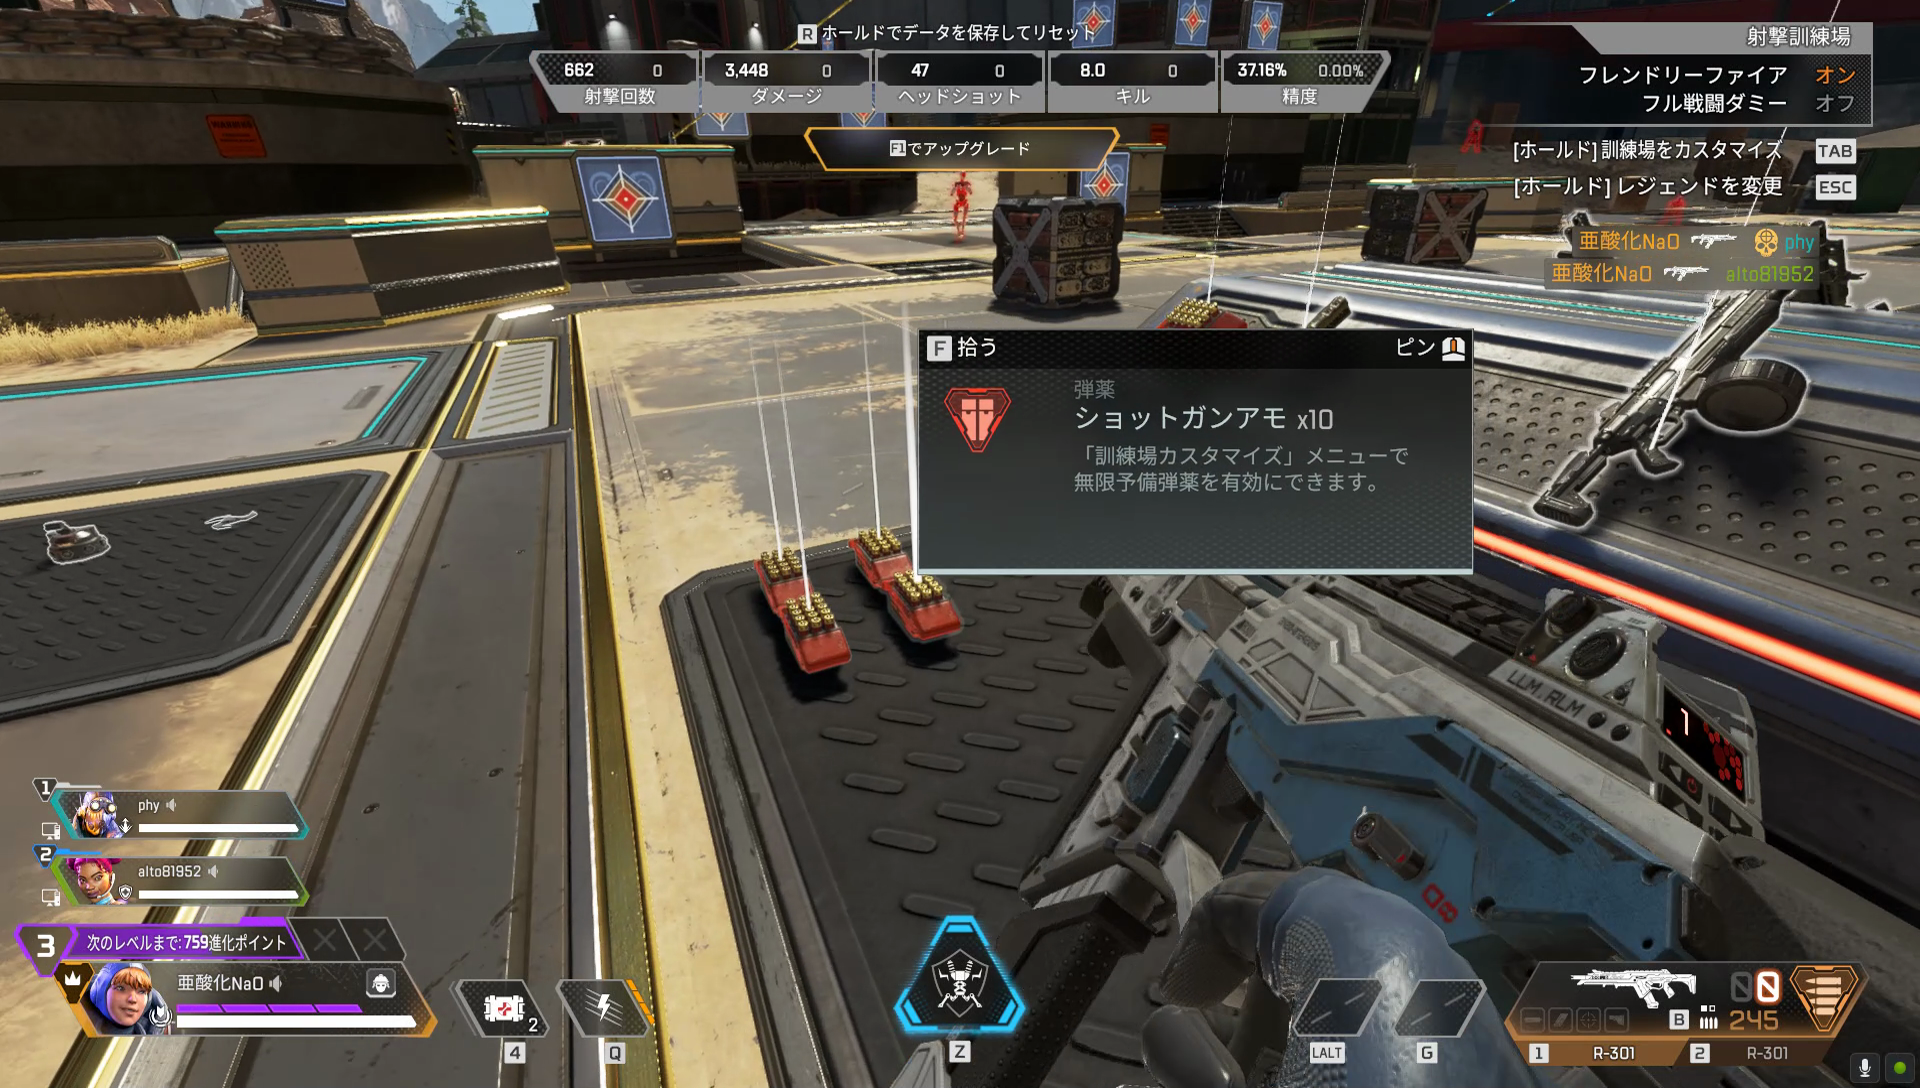 R ホールドでデータを保存してリセット
662 0 3,448 0 47 0 8.0 0 37.16% 0.00%
射撃回数 ダメージ ヘッドショット キル 精度
F1でアップグレード
射撃訓練場
フレンドリーファイア オン
フル戦闘ダミー オフ
[ホールド]訓練場をカスタマイズ TAB
[ホールド]レジェンドを変更 ESC
亜酸化NaO phy
亜酸化NaO alto81952
WARNING
F 拾う ピン
弾薬
ショットガンアモ x10
「訓練場カスタマイズ」メニューで
無限予備弾薬を有効にできます。
LLM RLM
1
1 phy
2 alto81952
3 次のレベルまで:759進化ポイント
亜酸化NaO
2
4 Q Z LALT G
00
B 245
1 R-301 2 R-301